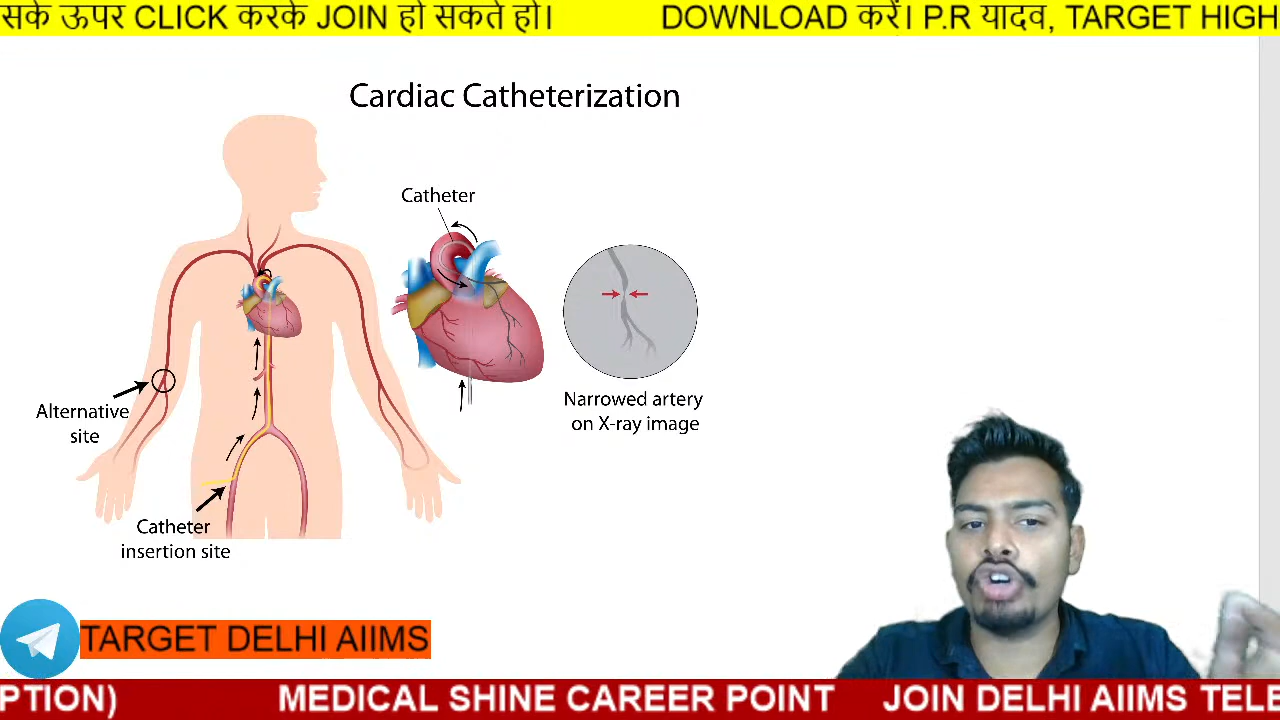 सके ऊपर CLICK करके JOIN हो सकते हो। DOWNLOAD करें। P.R यादव, TARGET HIGH
Cardiac Catheterization
Catheter
Alternative
site
Narrowed artery
on X-ray image
Catheter
insertion site
TARGET DELHI AIIMS
PTION) MEDICAL SHINE CAREER POINT JOIN DELHI AIIMS TELE